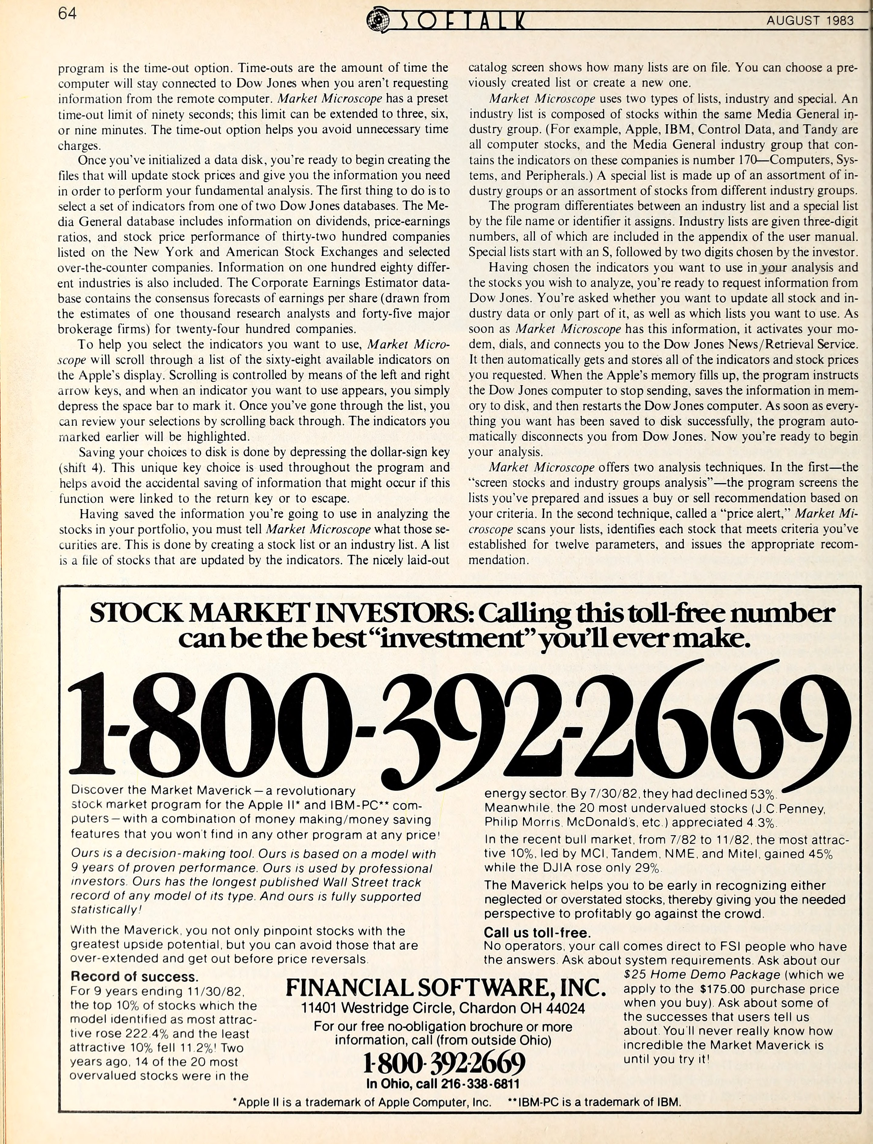 64
SOFTALK
AUGUST 1983
program is the time-out option. Time-outs are the amount of time the
computer will stay connected to Dow Jones when you aren't requesting
information from the remote computer. Market Microscope has a preset
time-out limit of ninety seconds; this limit can be extended to three, six,
or nine minutes. The time-out option helps you avoid unnecessary time
charges.
Once you've initialized a data disk, you're ready to begin creating the
files that will update stock prices and give you the information you need
in order to perform your fundamental analysis. The first thing to do is to
select a set of indicators from one of two Dow Jones databases. The Me-
dia General database includes information on dividends, price-earnings
ratios, and stock price performance of thirty-two hundred companies
listed on the New York and American Stock Exchanges and selected
over-the-counter companies. Information on one hundred eighty differ-
ent industries is also included. The Corporate Earnings Estimator data-
base contains the consensus forecasts of earnings per share (drawn from
the estimates of one thousand research analysts and forty-five major
brokerage firms) for twenty-four hundred companies.
To help you select the indicators you want to use, Market Micro-
scope will scroll through a list of the sixty-eight available indicators on
the Apple's display. Scrolling is controlled by means of the left and right
arrow keys, and when an indicator you want to use appears, you simply
depress the space bar to mark it. Once you've gone through the list, you
can review your selections by scrolling back through. The indicators you
marked earlier will be highlighted.
Saving your choices to disk is done by depressing the dollar-sign key
(shift 4). This unique key choice is used throughout the program and
helps avoid the accidental saving of information that might occur if this
function were linked to the return key or to escape.
Having saved the information you're going to use in analyzing the
stocks in your portfolio, you must tell Market Microscope what those se-
curities are. This is done by creating a stock list or an industry list. A list
is a file of stocks that are updated by the indicators. The nicely laid-out
catalog screen shows how many lists are on file. You can choose a pre-
viously created list or create a new one.
Market Microscope uses two types of lists, industry and special. An
industry list is composed of stocks within the same Media General in-
dustry group. (For example, Apple, IBM, Control Data, and Tandy are
all computer stocks, and the Media General industry group that con-
tains the indicators on these companies is number 170—Computers, Sys-
tems, and Peripherals.) A special list is made up of an assortment of in-
dustry groups or an assortment of stocks from different industry groups.
The program differentiates between an industry list and a special list
by the file name or identifier it assigns. Industry lists are given three-digit
numbers, all of which are included in the appendix of the user manual.
Special lists start with an S, followed by two digits chosen by the investor.
Having chosen the indicators you want to use in your analysis and
the stocks you wish to analyze, you're ready to request information from
Dow Jones. You're asked whether you want to update all stock and in-
dustry data or only part of it, as well as which lists you want to use. As
soon as Market Microscope has this information, it activates your mo-
dem, dials, and connects you to the Dow Jones News/Retrieval Service.
It then automatically gets and stores all of the indicators and stock prices
you requested. When the Apple's memory fills up, the program instructs
the Dow Jones computer to stop sending, saves the information in mem-
ory to disk, and then restarts the Dow Jones computer. As soon as every-
thing you want has been saved to disk successfully, the program auto-
matically disconnects you from Dow Jones. Now you're ready to begin
your analysis.
Market Microscope offers two analysis techniques. In the first—the
"screen stocks and industry groups analysis"—the program screens the
lists you've prepared and issues a buy or sell recommendation based on
your criteria. In the second technique, called a "price alert," Market Mi-
croscope scans your lists, identifies each stock that meets criteria you've
established for twelve parameters, and issues the appropriate recom-
mendation.
STOCK MARKET INVESTORS: Calling this toll-free number
can be the best "investment" you'll ever make.
1-800-392-2669
Discover the Market Maverick — a revolutionary
stock market program for the Apple II* and IBM-PC** com-
puters — with a combination of money making/money saving
features that you won't find in any other program at any price!
Ours is a decision-making tool. Ours is based on a model with
9 years of proven performance. Ours is used by professional
investors. Ours has the longest published Wall Street track
record of any model of its type. And ours is fully supported
statistically!
With the Maverick, you not only pinpoint stocks with the
greatest upside potential, but you can avoid those that are
over-extended and get out before price reversals.
Record of success.
For 9 years ending 11/30/82,
the top 10% of stocks which the
model identified as most attrac-
tive rose 222.4% and the least
attractive 10% fell 11.2%! Two
years ago, 14 of the 20 most
overvalued stocks were in the
energy sector. By 7/30/82, they had declined 53%.
Meanwhile, the 20 most undervalued stocks (J.C. Penney,
Philip Morris, McDonald's, etc.) appreciated 4.3%.
In the recent bull market, from 7/82 to 11/82, the most attrac-
tive 10%, led by MCI, Tandem, NME, and Mitel, gained 45%
while the DJIA rose only 29%.
The Maverick helps you to be early in recognizing either
neglected or overstated stocks, thereby giving you the needed
perspective to profitably go against the crowd.
Call us toll-free.
No operators, your call comes direct to FSI people who have
the answers. Ask about system requirements. Ask about our
$25 Home Demo Package (which we
apply to the $175.00 purchase price
when you buy). Ask about some of
the successes that users tell us
about. You'll never really know how
incredible the Market Maverick is
until you try it!
FINANCIAL SOFTWARE, INC.
11401 Westridge Circle, Chardon OH 44024
For our free no-obligation brochure or more
information, call (from outside Ohio)
1-800-392-2669
In Ohio, call 216-338-6811
*Apple II is a trademark of Apple Computer, Inc. **IBM-PC is a trademark of IBM.